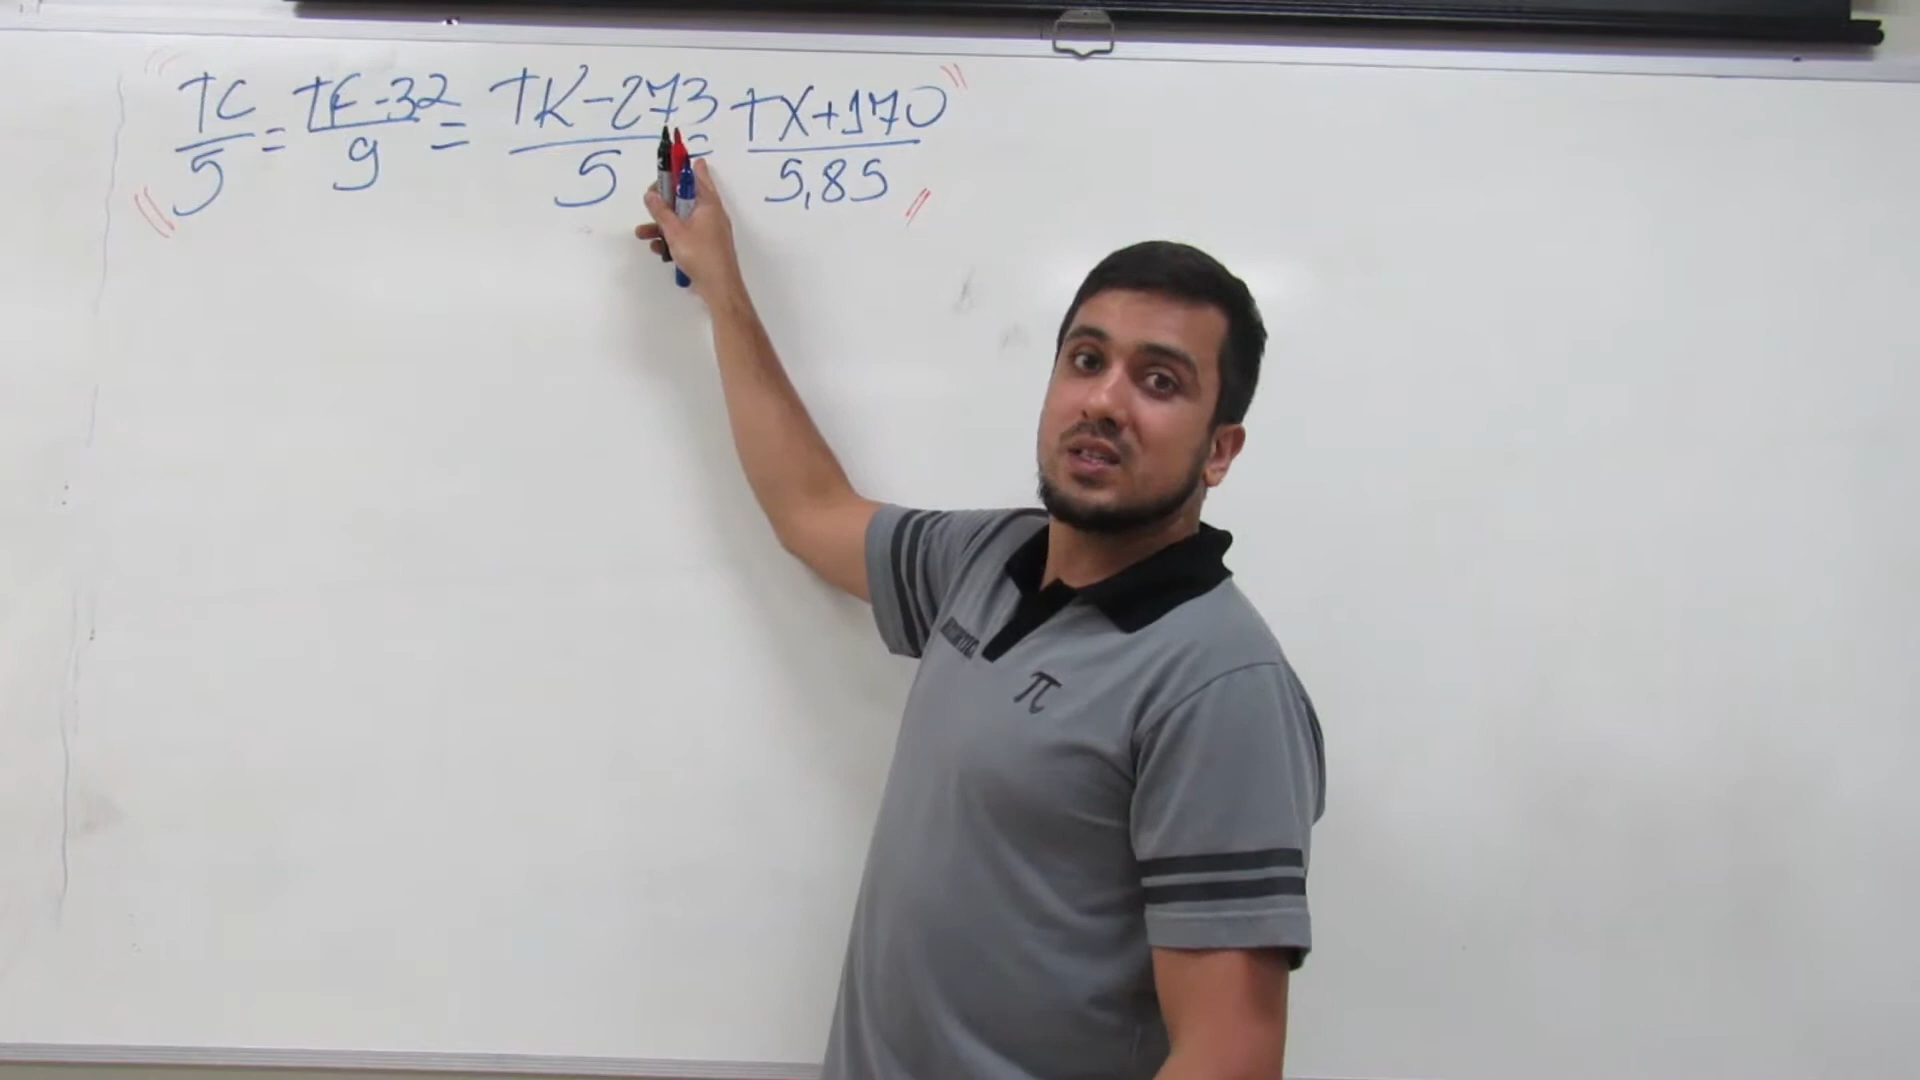 TC/5 = TF-32/9 = TK-273/5 = TX+170/5,85
π